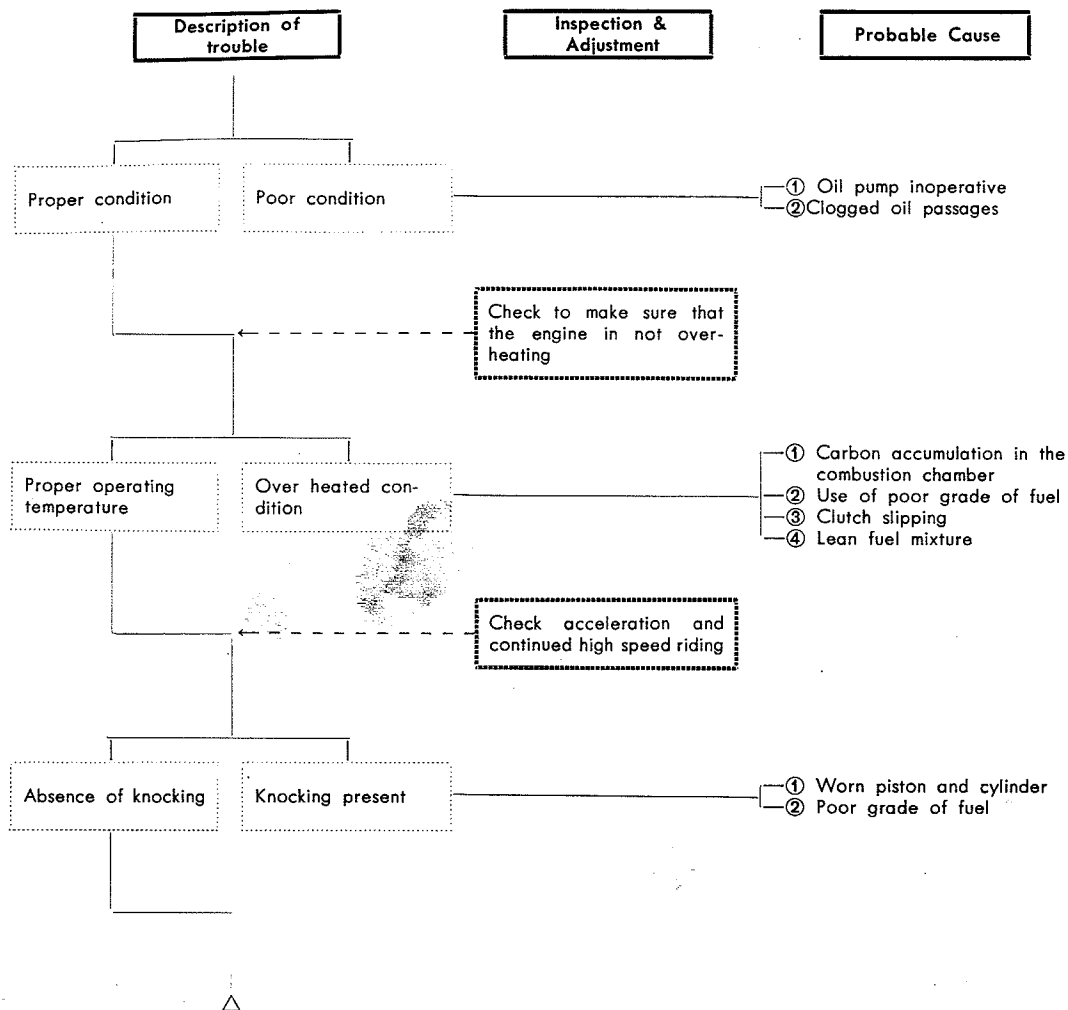 Description of
trouble
Inspection &
Adjustment
Probable Cause
Proper condition
Poor condition
① Oil pump inoperative
②Clogged oil passages
Check to make sure that
the engine in not over-
heating
Proper operating
temperature
Over heated con-
dition
① Carbon accumulation in the
combustion chamber
② Use of poor grade of fuel
③ Clutch slipping
④ Lean fuel mixture
Check acceleration and
continued high speed riding
Absence of knocking
Knocking present
① Worn piston and cylinder
② Poor grade of fuel